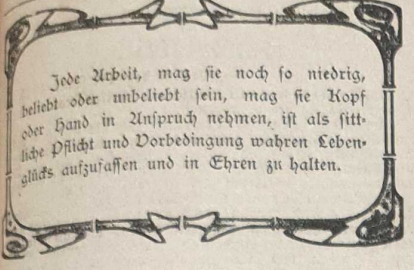 Jede Arbeit, mag sie noch so niedrig,
beliebt oder unbeliebt sein, mag sie Kopf
oder Hand in Anspruch nehmen, ist als sitt-
liche Pflicht und Vorbedingung wahren Leben-
glücks aufzufassen und in Ehren zu halten.